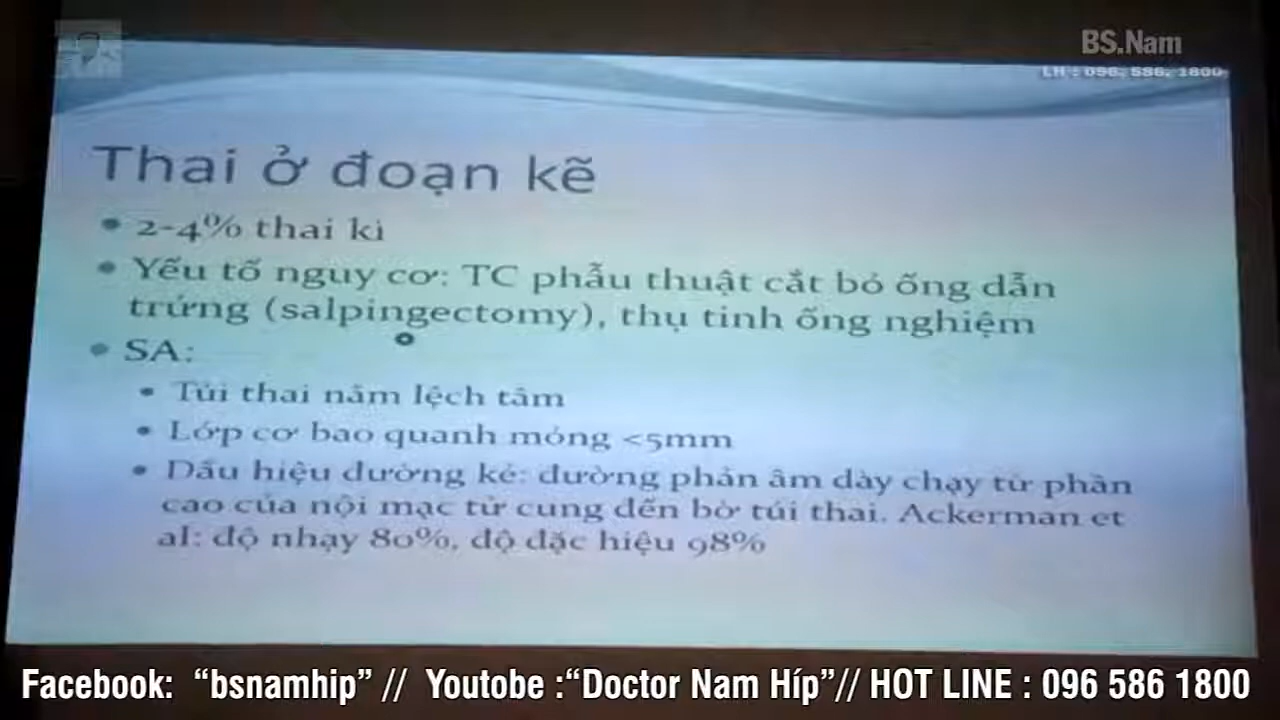 BS.Nam
LH : 096. 586. 1800
Thai ở đoạn kẽ
• 2-4% thai kì
• Yếu tố nguy cơ: TC phẫu thuật cắt bỏ ống dẫn
trứng (salpingectomy), thụ tinh ống nghiệm
• SA:
• Túi thai nằm lệch tâm
• Lớp cơ bao quanh mỏng <5mm
• Dấu hiệu đường kẻ: đường phản âm dày chạy từ phần
cao của nội mạc tử cung đến bờ túi thai. Ackerman et
al: độ nhạy 80%, độ đặc hiệu 98%
Facebook: “bsnamhip” // Youtobe :“Doctor Nam Híp”// HOT LINE : 096 586 1800